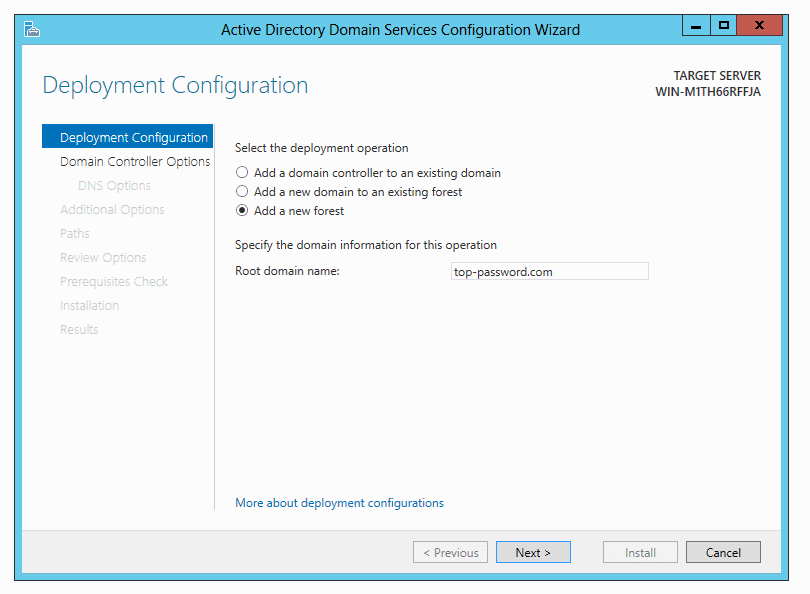 Active Directory Domain Services Configuration Wizard
Deployment Configuration
TARGET SERVER
WIN-M1TH66RFFJA
Deployment Configuration
Domain Controller Options
DNS Options
Additional Options
Paths
Review Options
Prerequisites Check
Installation
Results
Select the deployment operation
Add a domain controller to an existing domain
Add a new domain to an existing forest
Add a new forest
Specify the domain information for this operation
Root domain name: top-password.com
More about deployment configurations
< Previous Next > Install Cancel